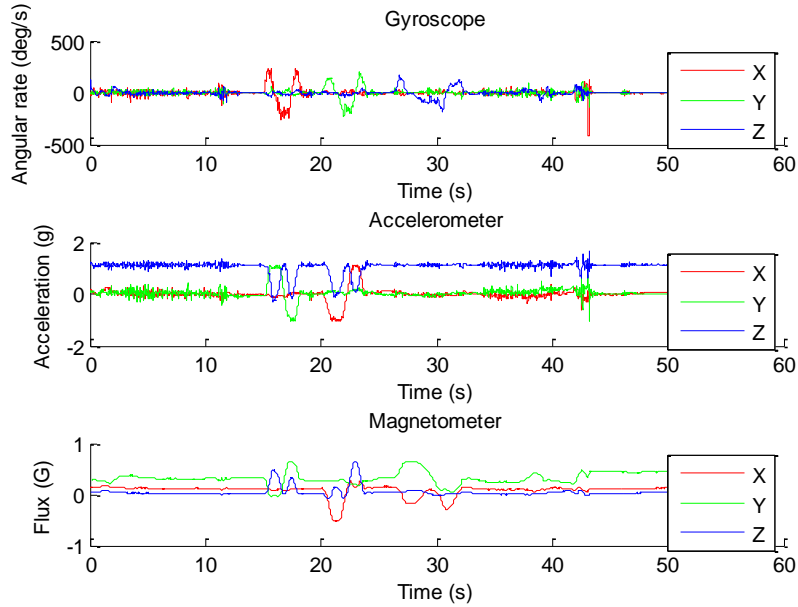 Gyroscope
Angular rate (deg/s)
500
0
-500
0 10 20 30 40 50 60
Time (s)
X
Y
Z
Accelerometer
Acceleration (g)
2
0
-2
0 10 20 30 40 50 60
Time (s)
X
Y
Z
Magnetometer
Flux (G)
1
0
-1
0 10 20 30 40 50 60
Time (s)
X
Y
Z